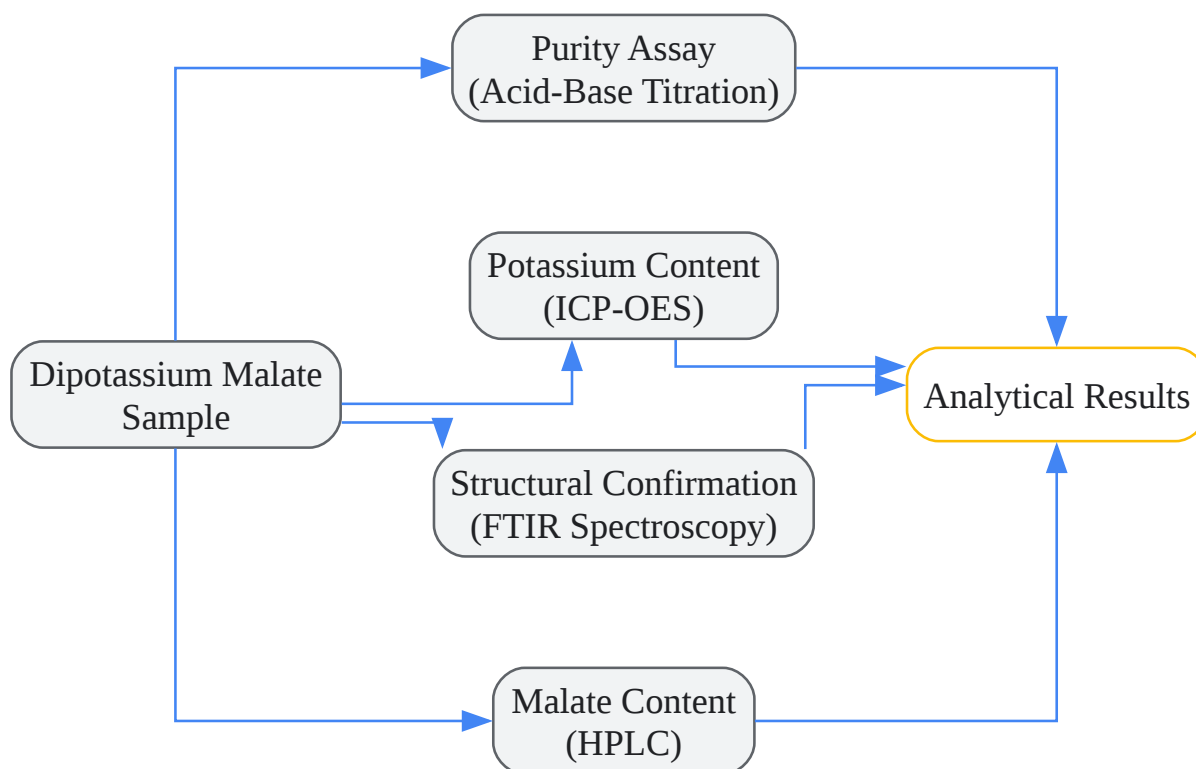 Purity Assay
(Acid-Base Titration)
Potassium Content
(ICP-OES)
Dipotassium Malate
Sample
Analytical Results
Structural Confirmation
(FTIR Spectroscopy)
Malate Content
(HPLC)